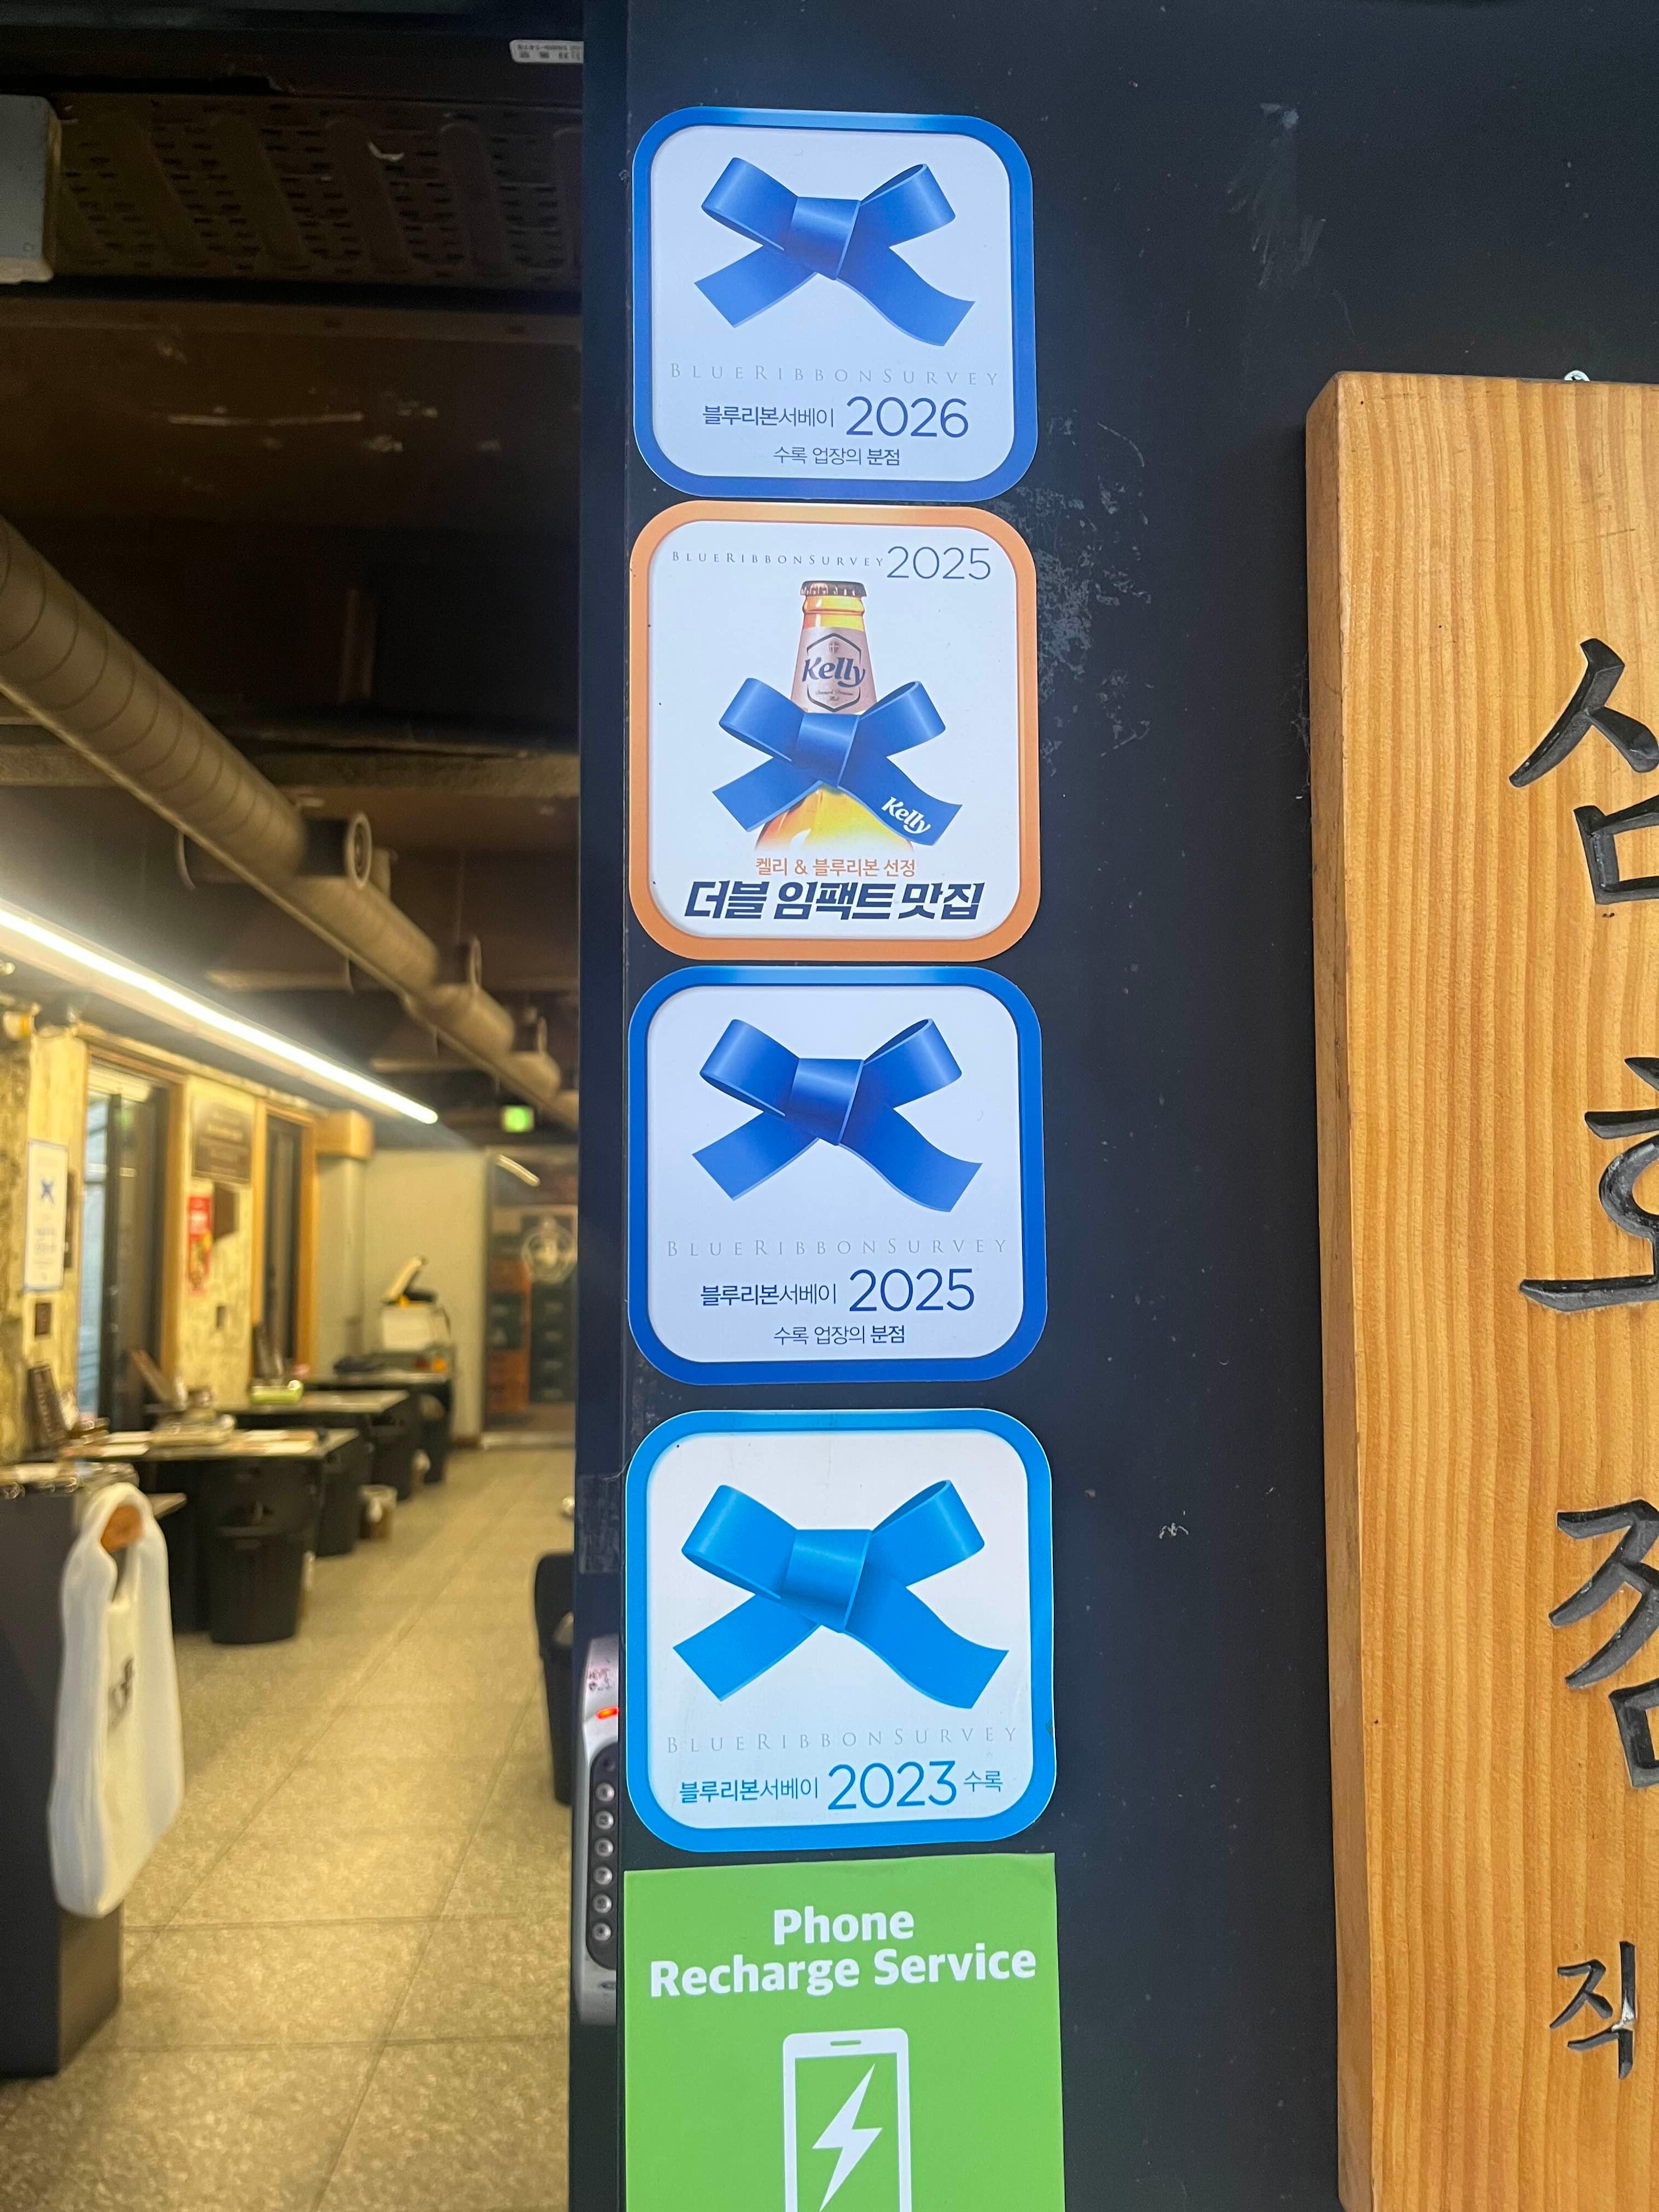 BLUERIBBONSURVEY
블루리본서베이 2026
수록 업장의 분점
BLUERIBBONSURVEY 2025
Kelly
Kelly
켈리 & 블루리본 선정
더블 임팩트 맛집
BLUERIBBONSURVEY
블루리본서베이 2025
수록 업장의 분점
BLUERIBBONSURVEY
블루리본서베이 2023 수록
Phone
Recharge Service
직